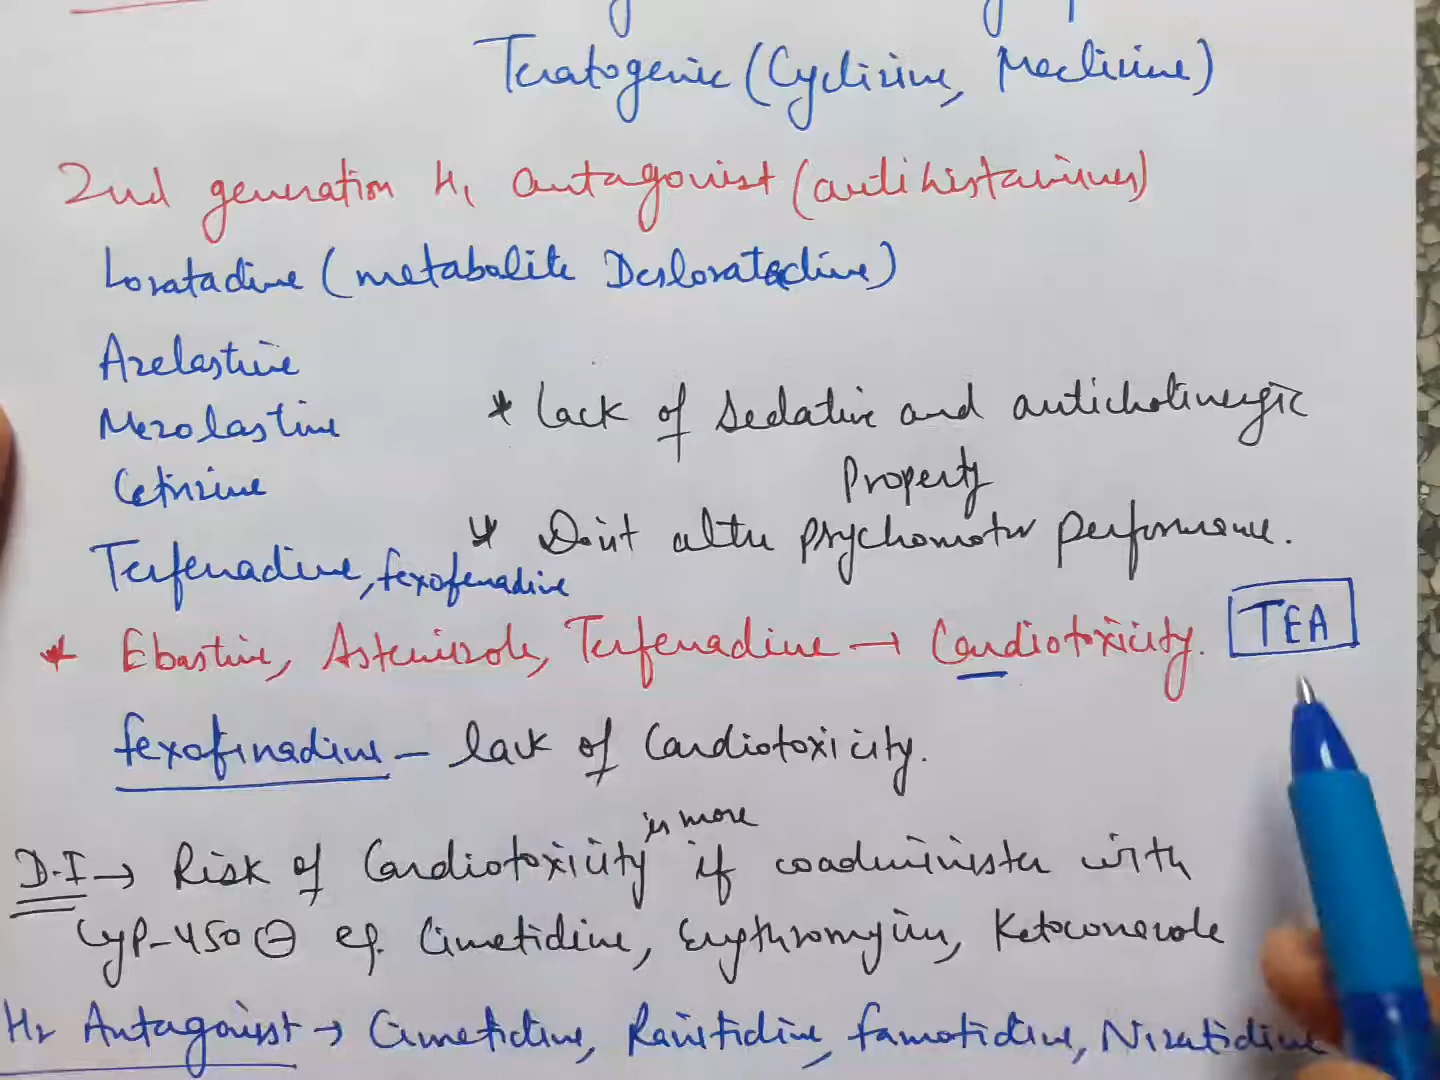 Teratogenic (Cyclizine, Meclizine)
2nd generation H1 antagonist (antihistamines)
Loratadine (metabolite Desloratadine)
Azelastine
Mezolastine
* Lack of Sedative and anticholinergic
Property
Cetirizine
* Don't alter psychomotor performance.
Terfenadine, fexofenadine
* Ebastine, Astemizole, Terfenadine → Cardiotoxicity. TEA
fexofinadine – lack of Cardiotoxicity.
is more
D.I → Risk of Cardiotoxicity if coadminister with
Cyp-450 ⊖ eg. Cimetidine, Erythromycin, Ketoconazole
H2 Antagonist → Cimetidine, Ranitidine, famotidine, Nizatidine